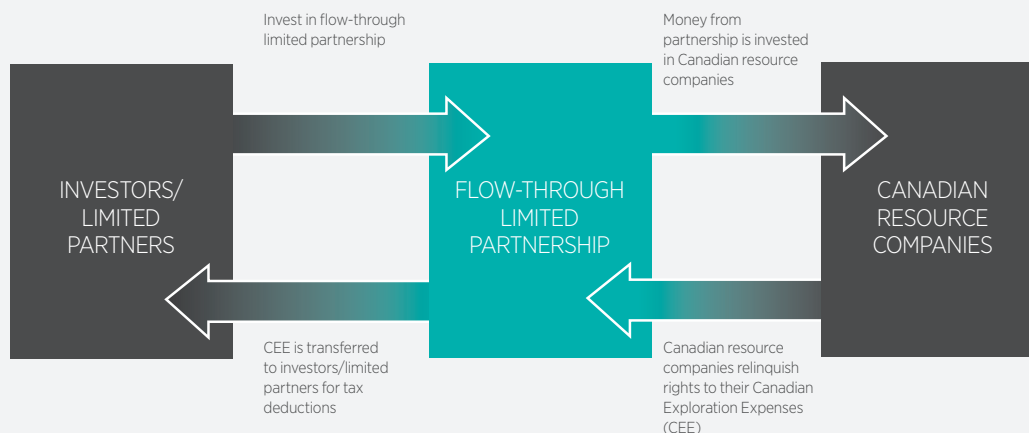 Invest in flow-through
limited partnership
Money from
partnership is invested
in Canadian resource
companies
INVESTORS/
LIMITED
PARTNERS
FLOW-THROUGH
LIMITED
PARTNERSHIP
CANADIAN
RESOURCE
COMPANIES
CEE is transferred
to investors/limited
partners for tax
deductions
Canadian resource
companies relinquish
rights to their Canadian
Exploration Expenses
(CEE)